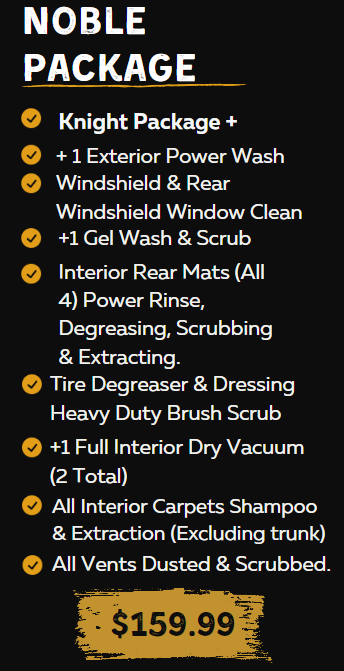 NOBLE
PACKAGE
Knight Package +
+ 1 Exterior Power Wash
Windshield & Rear
Windshield Window Clean
+1 Gel Wash & Scrub
Interior Rear Mats (All
4) Power Rinse,
Degreasing, Scrubbing
& Extracting.
Tire Degreaser & Dressing
Heavy Duty Brush Scrub
+1 Full Interior Dry Vacuum
(2 Total)
All Interior Carpets Shampoo
& Extraction (Excluding trunk)
All Vents Dusted & Scrubbed.
$159.99